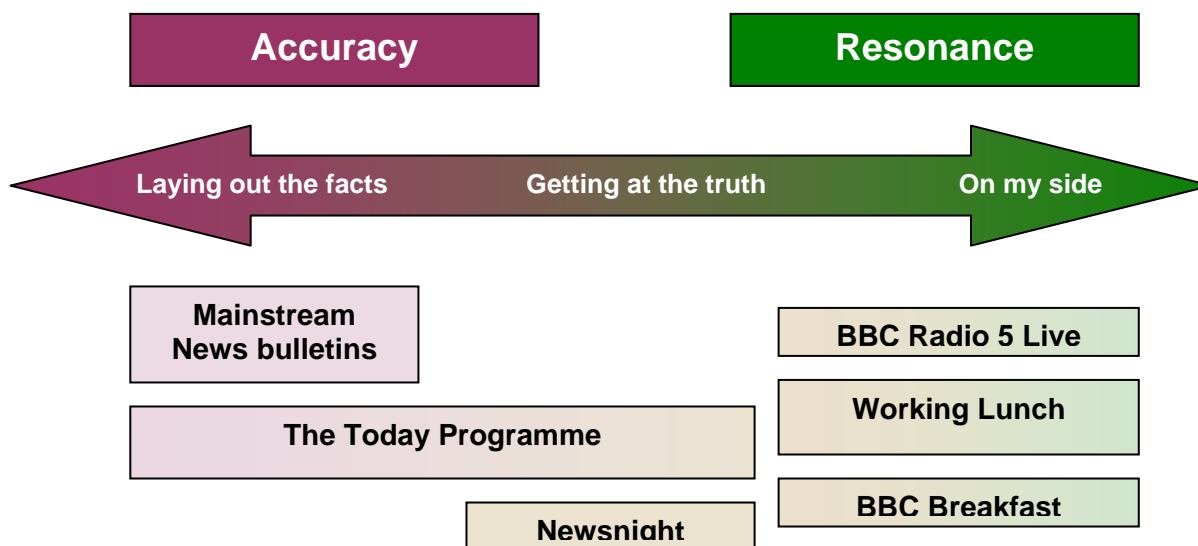 Accuracy
Resonance
Laying out the facts
Getting at the truth
On my side
Mainstream
News bulletins
BBC Radio 5 Live
Working Lunch
The Today Programme
BBC Breakfast
Newsnight